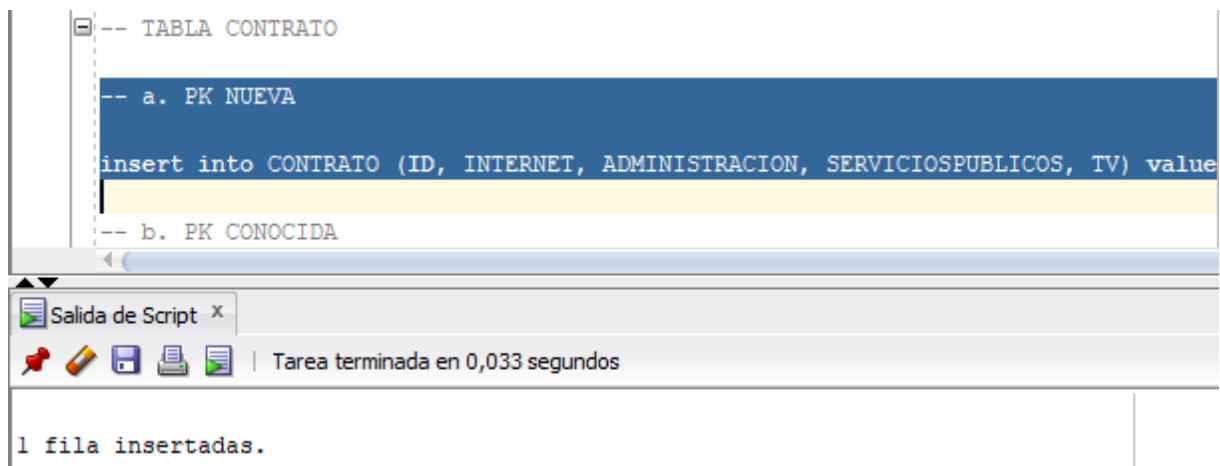 -- TABLA CONTRATO
-- a. PK NUEVA
insert into CONTRATO (ID, INTERNET, ADMINISTRACION, SERVICIOSPUBLICOS, TV) value
-- b. PK CONOCIDA
Salida de Script x
Tarea terminada en 0,033 segundos
1 fila insertadas.